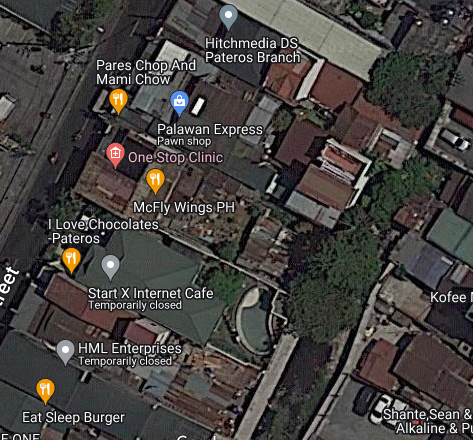 Hitchmedia DS
Pateros Branch
Pares Chop And
Mami Chow
Palawan Express
Pawn shop
One Stop Clinic
McFly Wings PH
I Love,Chocolates
-Pateros
Start X Internet Cafe
Temporarily closed
reet
Kofee
HML Enterprises
Temporarily closed
Eat Sleep Burger
Shante,Sean &
Alkaline & P
E ONE